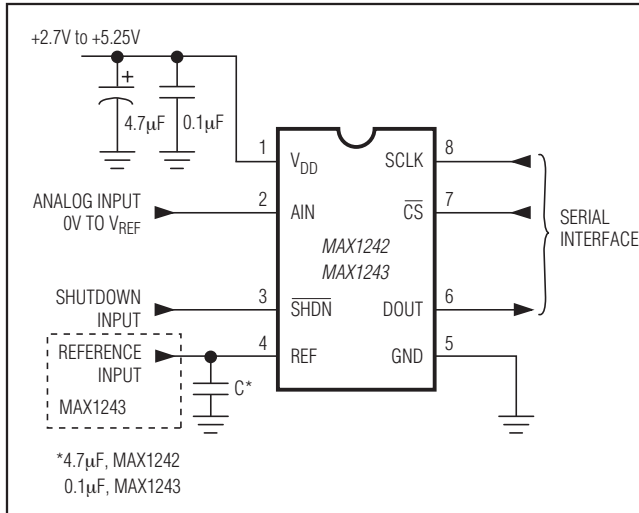 +2.7V to +5.25V
+
4.7μF
0.1μF
1
VDD
SCLK
8
ANALOG INPUT
0V TO VREF
2
AIN
CS
7
SERIAL
INTERFACE
MAX1242
MAX1243
SHUTDOWN
INPUT
3
SHDN
DOUT
6
REFERENCE
INPUT
4
REF
GND
5
C*
MAX1243
*4.7μF, MAX1242
0.1μF, MAX1243